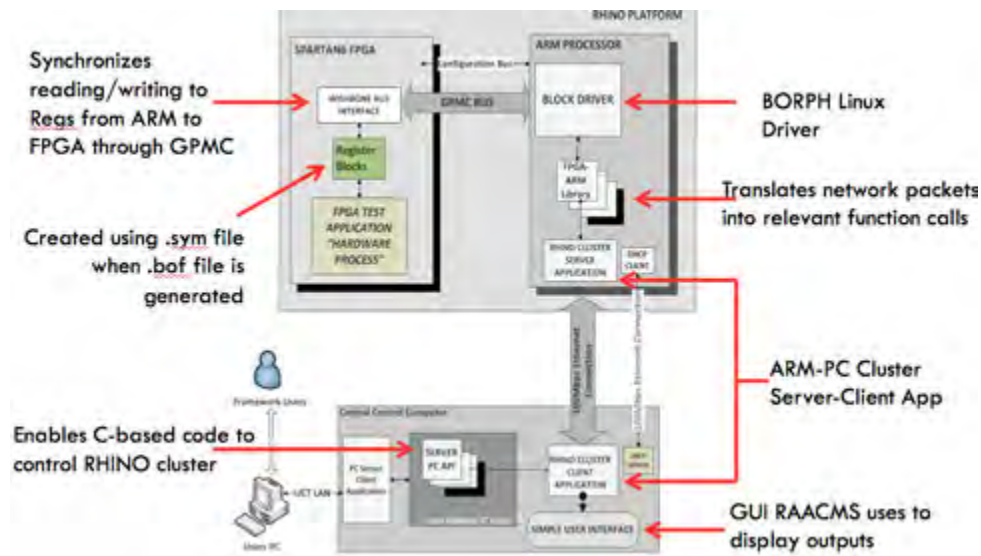 RHINO PLATFORM
SPARTAN6 FPGA
ARM PROCESSOR
Synchronizes
reading/writing to
Regs from ARM to
FPGA through GPMC
Configuration Bus
WISHBONE BUS
INTERFACE
GPMC BUS
BLOCK DRIVER
BORPH Linux
Driver
Register
Blocks
FPGA-
ARM
Library
Translates network packets
into relevant function calls
FPGA TEST
APPLICATION
"HARDWARE
PROCESS"
Created using .sym file
when .bof file is
generated
RHINO CLUSTER
SERVER
APPLICATION
DHCP
CLIENT
100Mbps Ethernet
Connection
ARM-PC Cluster
Server-Client App
Framework Users
Central Control Computer
Enables C-based code to
control RHINO cluster
SERVER
PC API
PC Server
Client
Application
RHINO CLUSTER
CLIENT
APPLICATION
UCT LAN
Users PC
SIMPLE USER INTERFACE
GUI RAACMS uses to
display outputs